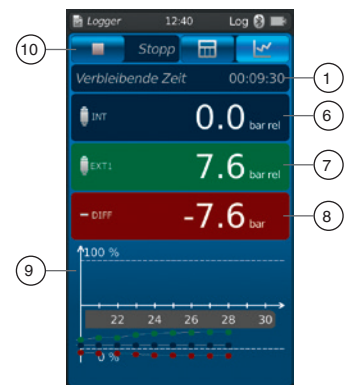 Logger 12:40 Log
10
Stopp
Verbleibende Zeit 00:09:30
1
INT 0.0 bar rel
6
EXT1 7.6 bar rel
7
DIFF -7.6 bar
8
100 %
9
22 24 26 28 30
0 %